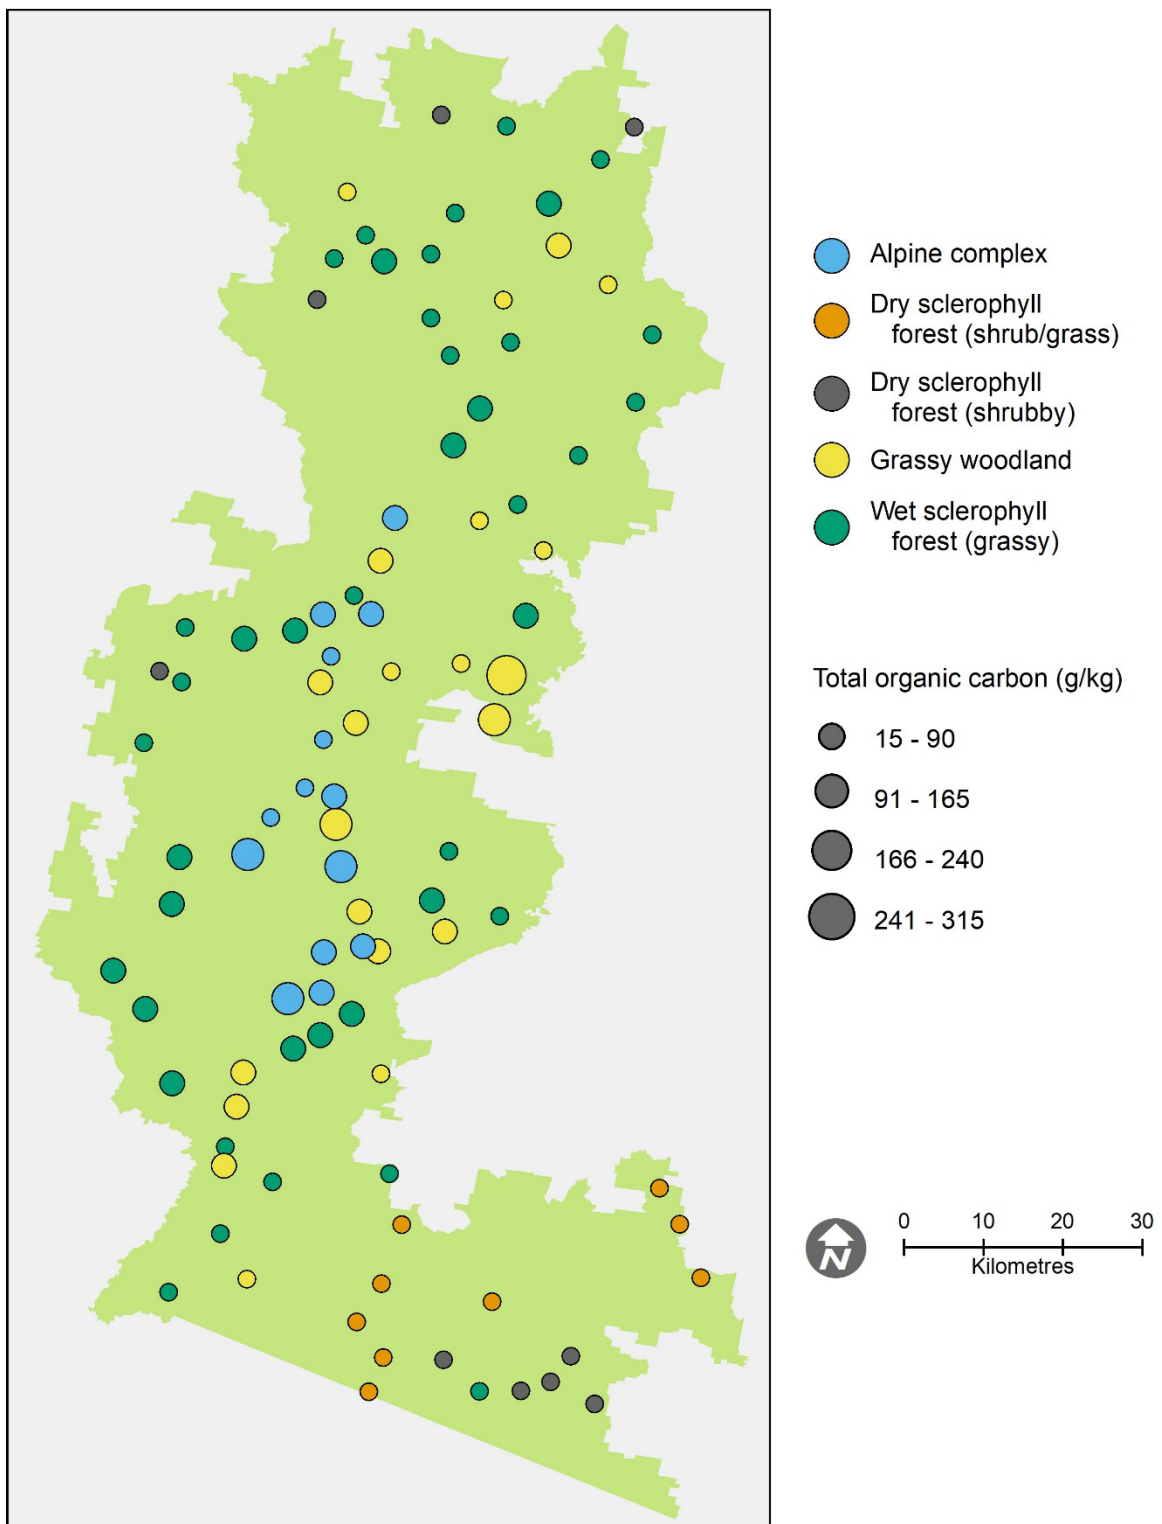 Alpine complex
Dry sclerophyll
forest (shrub/grass)
Dry sclerophyll
forest (shrubby)
Grassy woodland
Wet sclerophyll
forest (grassy)
Total organic carbon (g/kg)
15 - 90
91 - 165
166 - 240
241 - 315
N
0 10 20 30
Kilometres